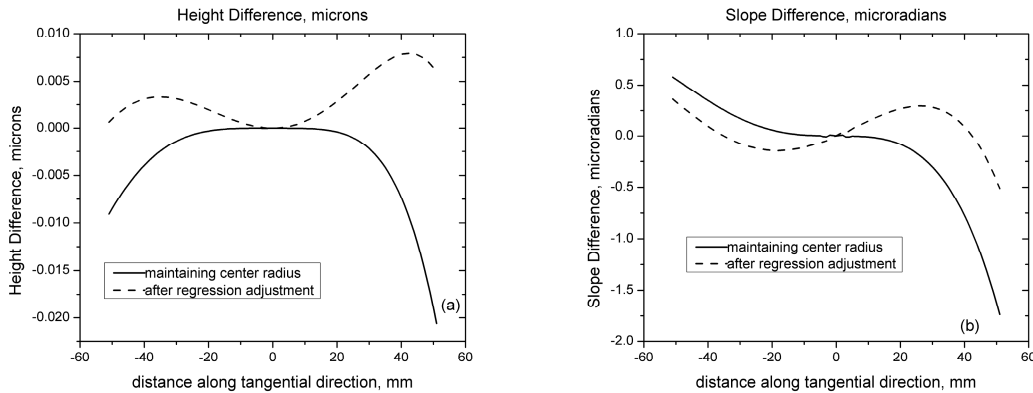 Height Difference, microns
0.010
0.005
0.000
-0.005
-0.010
-0.015
-0.020
Height Difference, microns
maintaining center radius
after regression adjustment
(a)
-60 -40 -20 0 20 40 60
distance along tangential direction, mm
Slope Difference, microradians
1.0
0.5
0.0
-0.5
-1.0
-1.5
-2.0
Slope Difference, microradians
maintaining center radius
after regression adjustment
(b)
-60 -40 -20 0 20 40 60
distance along tangential direction, mm